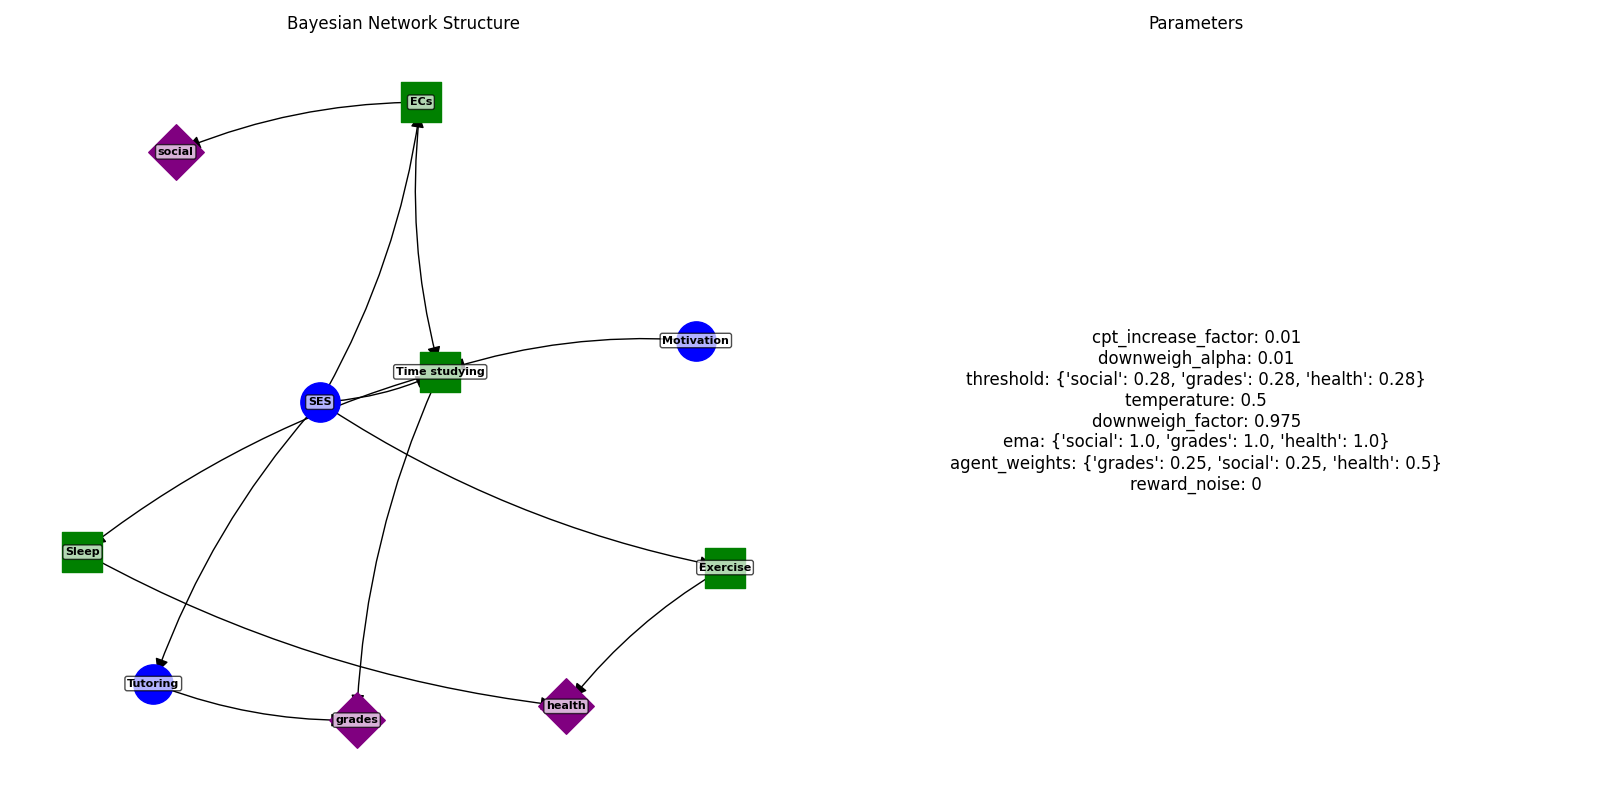 Bayesian Network Structure
Parameters
ECs
social
Motivation
Time studying
SES
Sleep
Exercise
Tutoring
health
grades
cpt_increase_factor: 0.01
downweigh_alpha: 0.01
threshold: {'social': 0.28, 'grades': 0.28, 'health': 0.28}
temperature: 0.5
downweigh_factor: 0.975
ema: {'social': 1.0, 'grades': 1.0, 'health': 1.0}
agent_weights: {'grades': 0.25, 'social': 0.25, 'health': 0.5}
reward_noise: 0